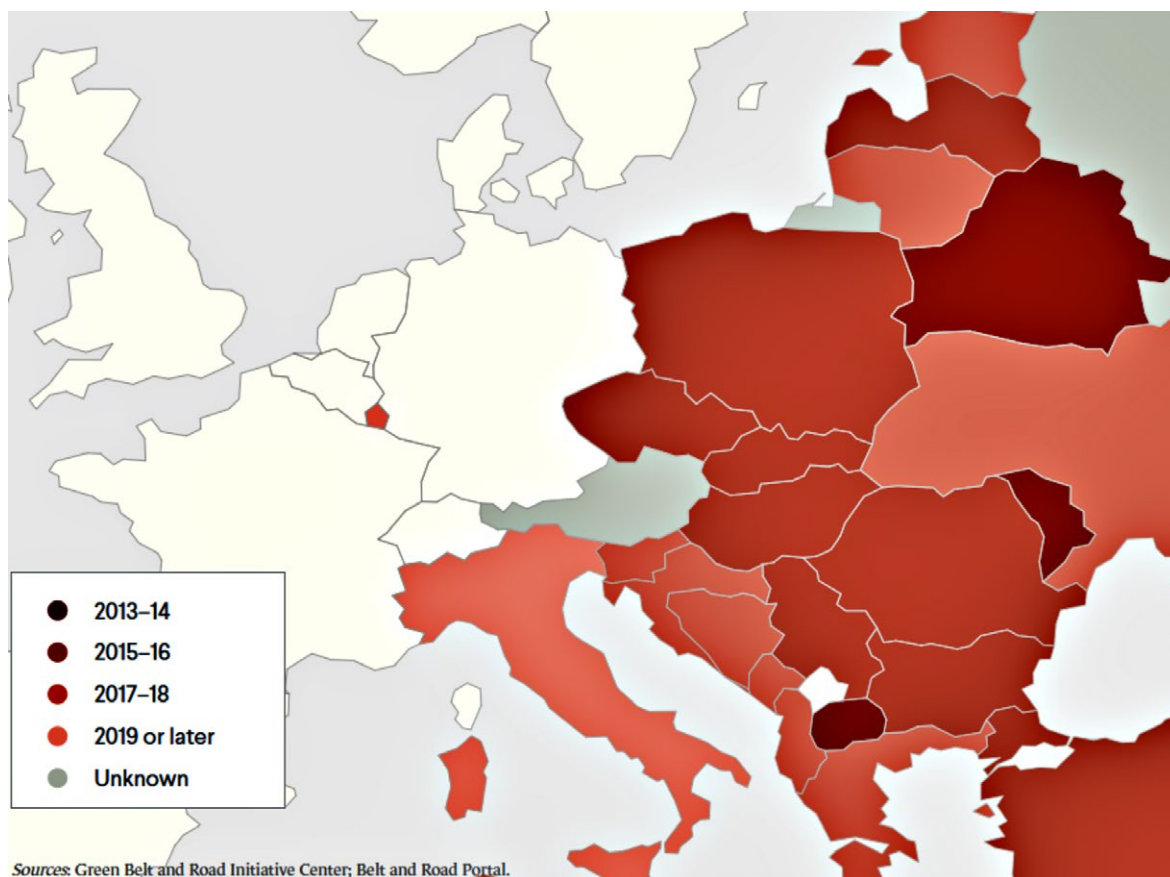 2013–14
2015–16
2017–18
2019 or later
Unknown
Sources: Green Belt and Road Initiative Center; Belt and Road Portal.